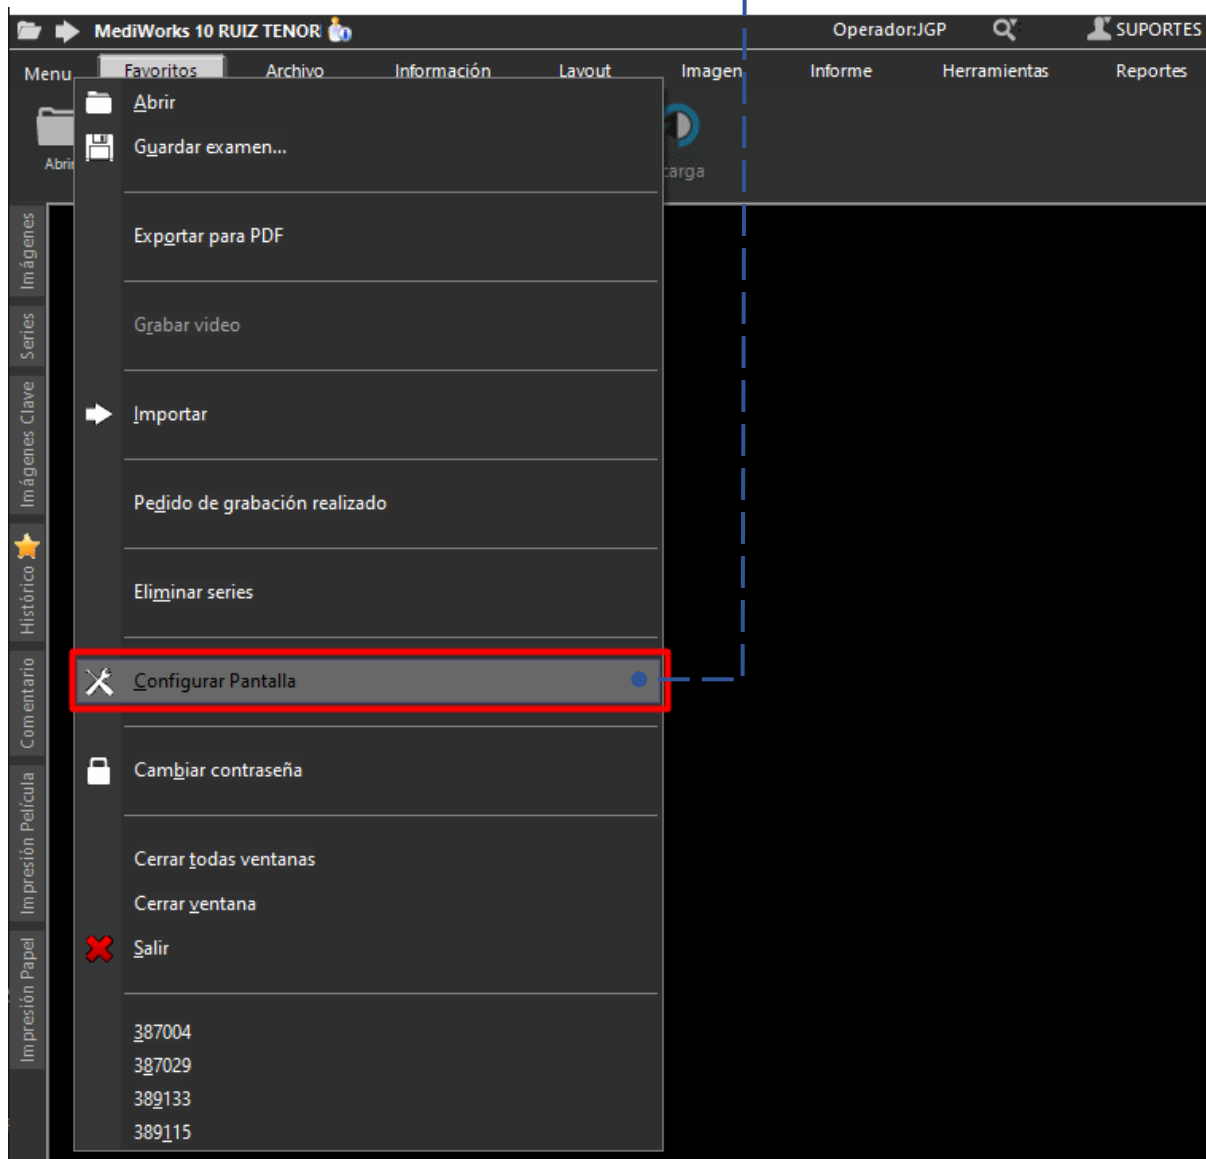 MediWorks 10 RUIZ TENOR
Operador:JGP
SUPORTES
Menu
Favoritos
Archivo
Información
Layout
Imagen
Informe
Herramientas
Reportes
Abrir
carga
Imágenes
Series
Imágenes Clave
Histórico
Comentario
Impresión Película
Impresión Papel
Abrir
Guardar examen...
Exportar para PDF
Grabar video
Importar
Pedido de grabación realizado
Eliminar series
Configurar Pantalla
Cambiar contraseña
Cerrar todas ventanas
Cerrar ventana
Salir
387004
387029
389133
389115